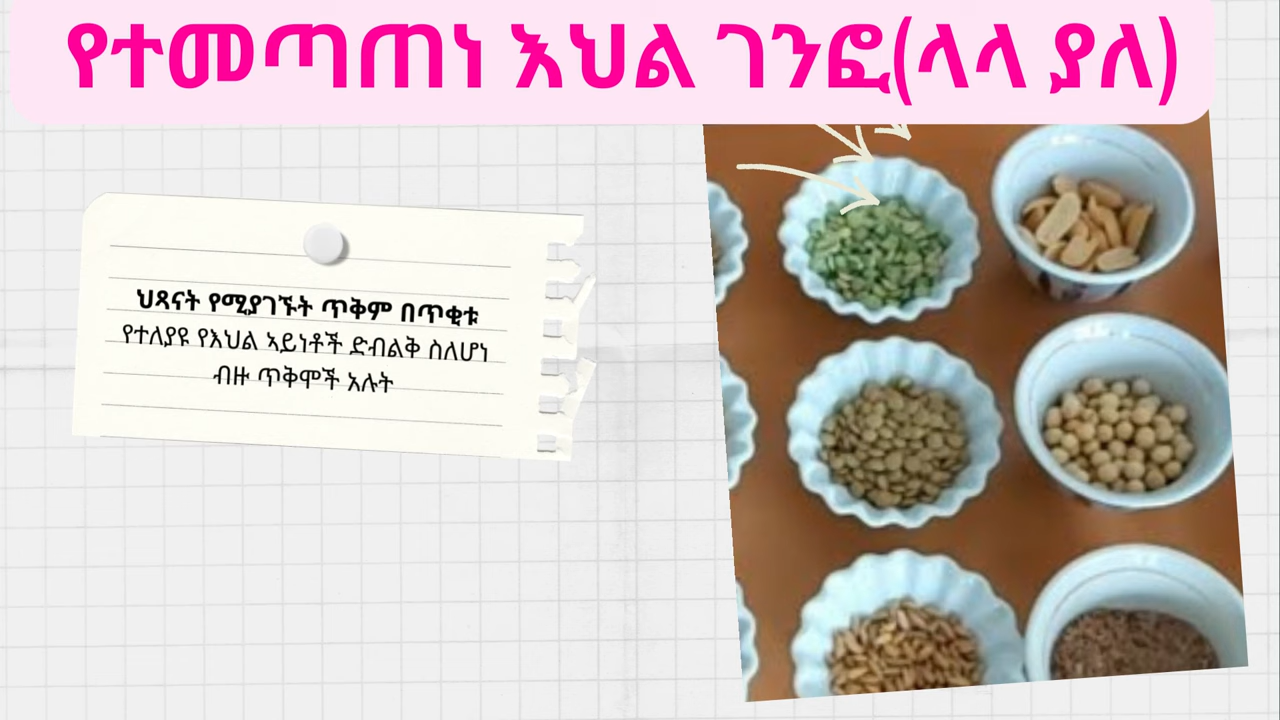 የተመጣጠነ እህል ገንፎ(ላላ ያለ)
ህጻናት የሚያገኙት ጥቅም በጥቂቱ
የተለያዩ የእህል ኣይነቶች ድብልቅ ስለሆነ
ብዙ ጥቅሞች አሉት